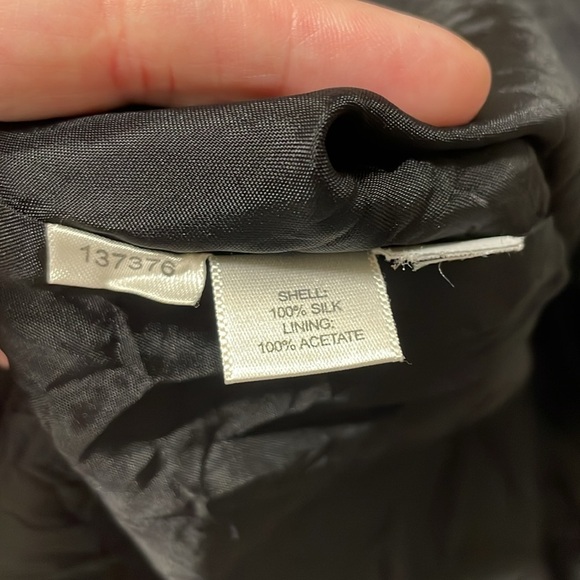 137376
SHELL:
100% SILK
LINING:
100% ACETATE